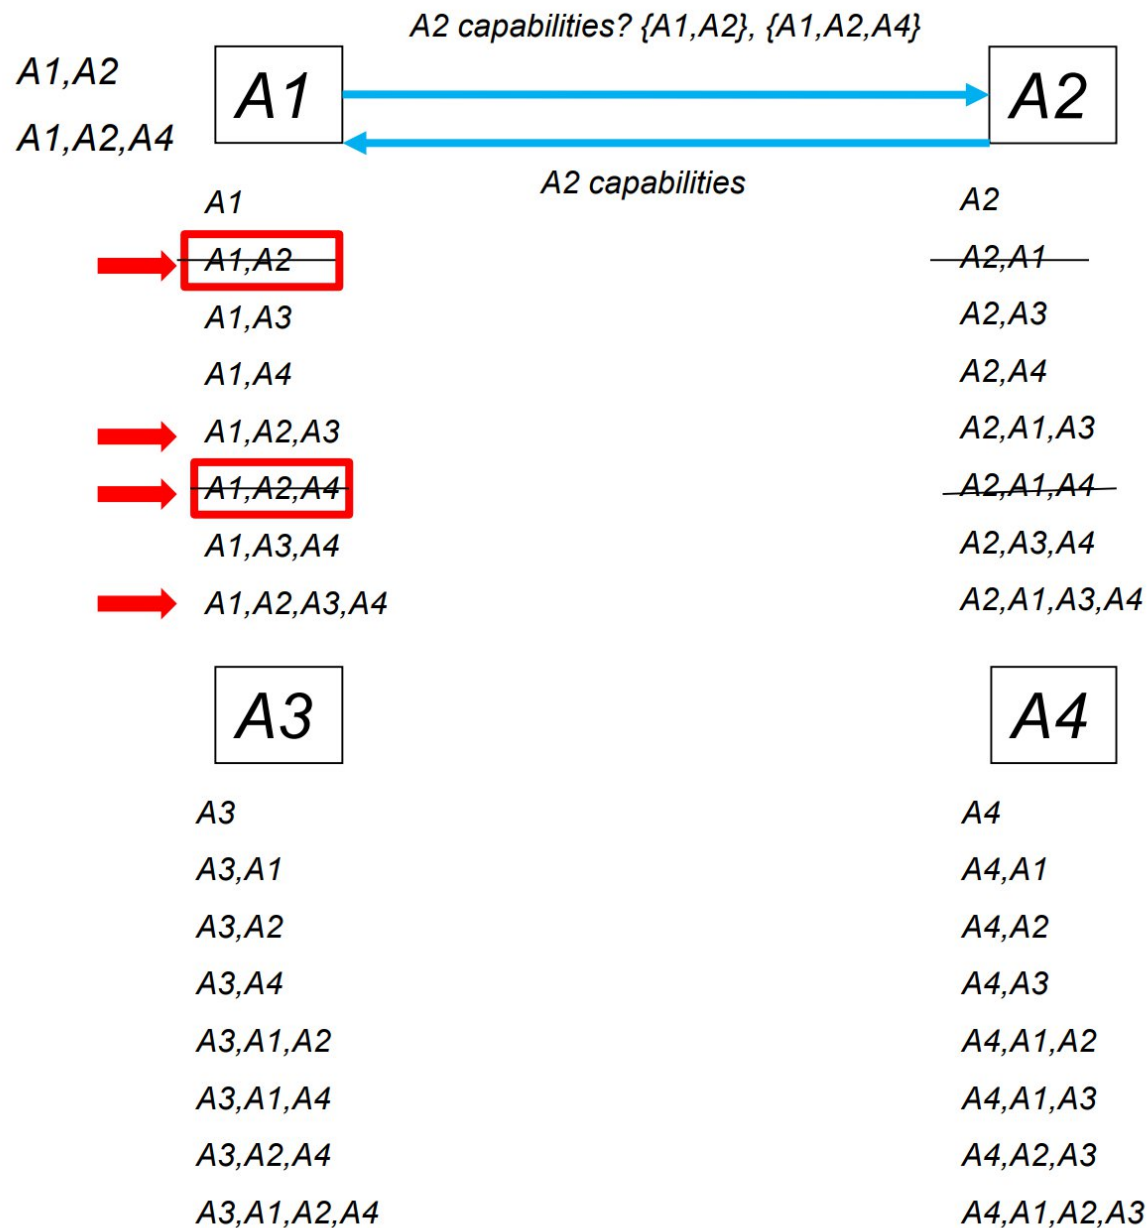 A2 capabilities? {A1,A2}, {A1,A2,A4}
A1,A2
A1
A2
A1,A2,A4
A2 capabilities
A1
A1,A2
A1,A3
A1,A4
A1,A2,A3
A1,A2,A4
A1,A3,A4
A1,A2,A3,A4
A2
A2,A1
A2,A3
A2,A4
A2,A1,A3
A2,A1,A4
A2,A3,A4
A2,A1,A3,A4
A3
A3
A3,A1
A3,A2
A3,A4
A3,A1,A2
A3,A1,A4
A3,A2,A4
A3,A1,A2,A4
A4
A4
A4,A1
A4,A2
A4,A3
A4,A1,A2
A4,A1,A3
A4,A2,A3
A4,A1,A2,A3